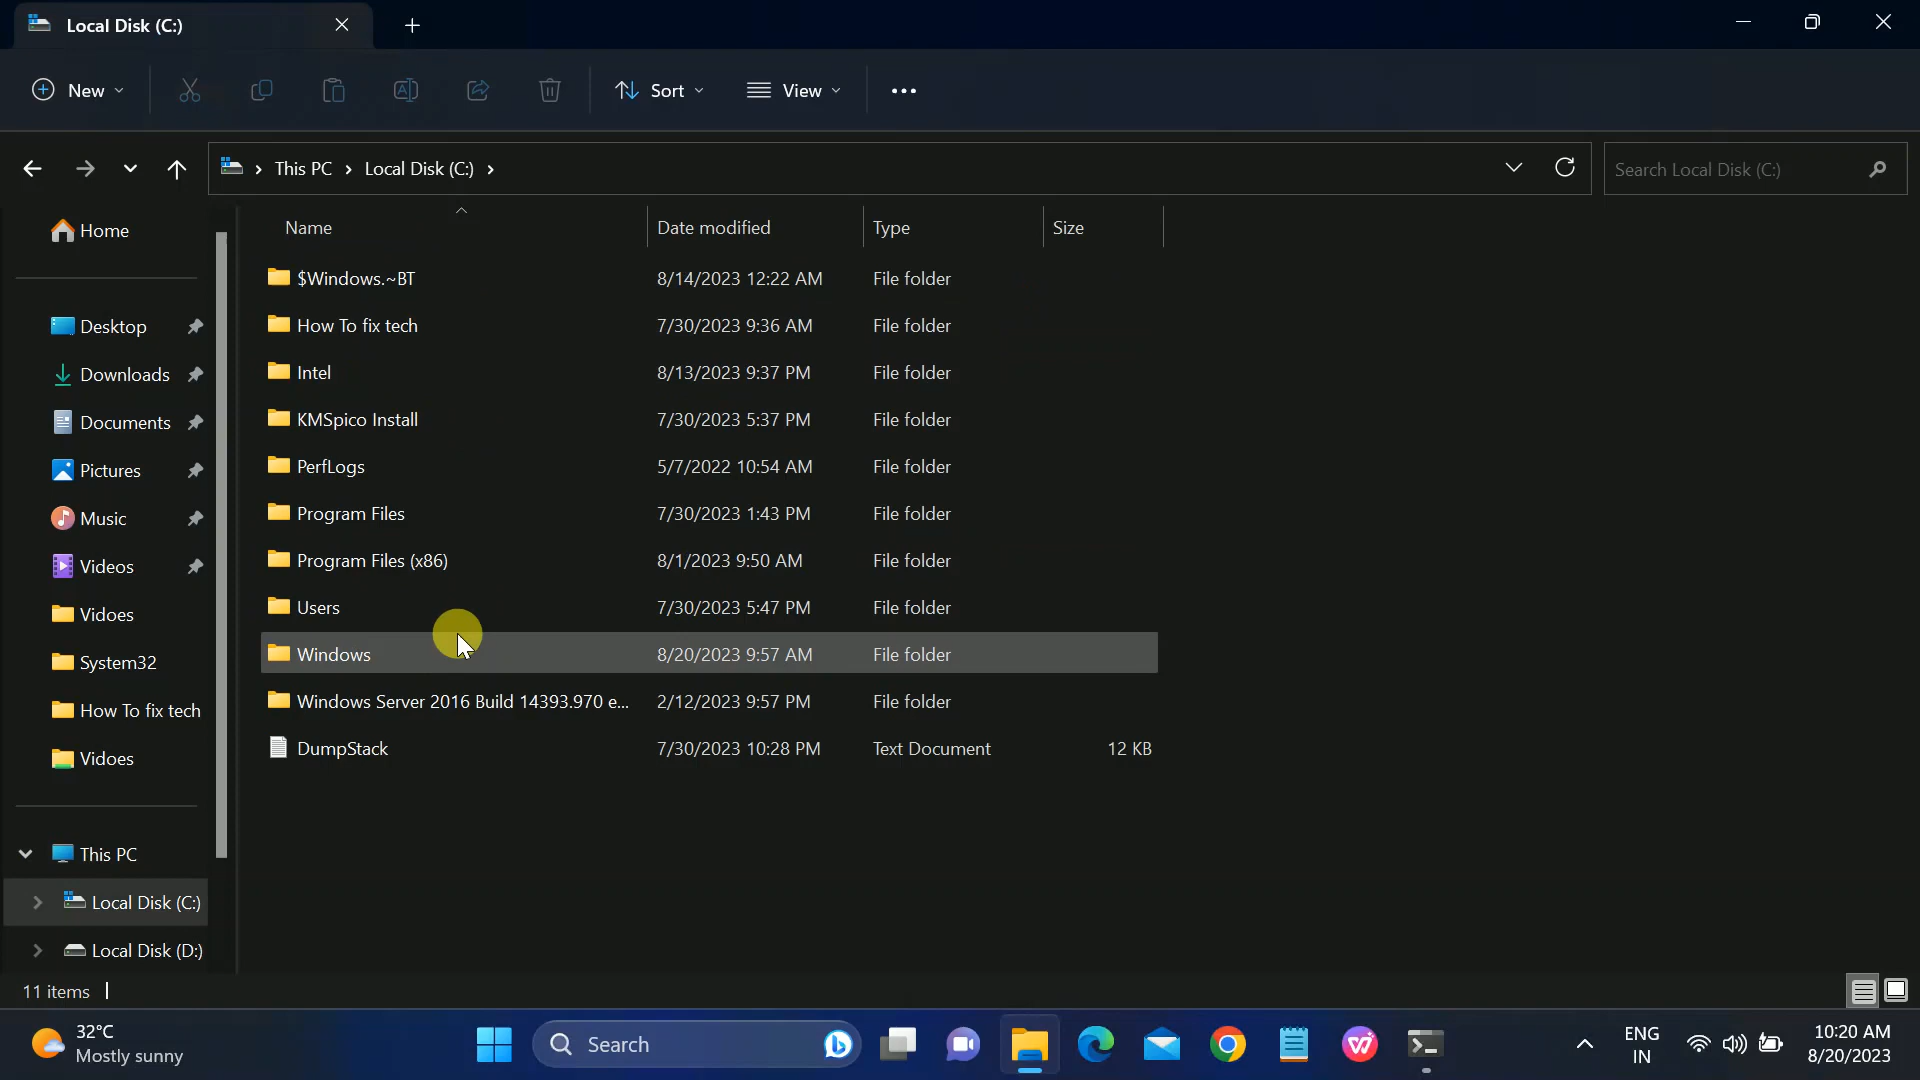 Local Disk (C:)
New
Sort
View
This PC
Local Disk (C:)
Search Local Disk (C:)
Home
Desktop
Downloads
Documents
Pictures
Music
Videos
Vidoes
System32
How To fix tech
Vidoes
This PC
Local Disk (C:)
Local Disk (D:)
Name Date modified Type Size
$Windows.~BT 8/14/2023 12:22 AM File folder
How To fix tech 7/30/2023 9:36 AM File folder
Intel 8/13/2023 9:37 PM File folder
KMSpico Install 7/30/2023 5:37 PM File folder
PerfLogs 5/7/2022 10:54 AM File folder
Program Files 7/30/2023 1:43 PM File folder
Program Files (x86) 8/1/2023 9:50 AM File folder
Users 7/30/2023 5:47 PM File folder
Windows 8/20/2023 9:57 AM File folder
Windows Server 2016 Build 14393.970 e... 2/12/2023 9:57 PM File folder
DumpStack 7/30/2023 10:28 PM Text Document 12 KB
11 items
32°C
Mostly sunny
Search
ENG
IN
10:20 AM
8/20/2023